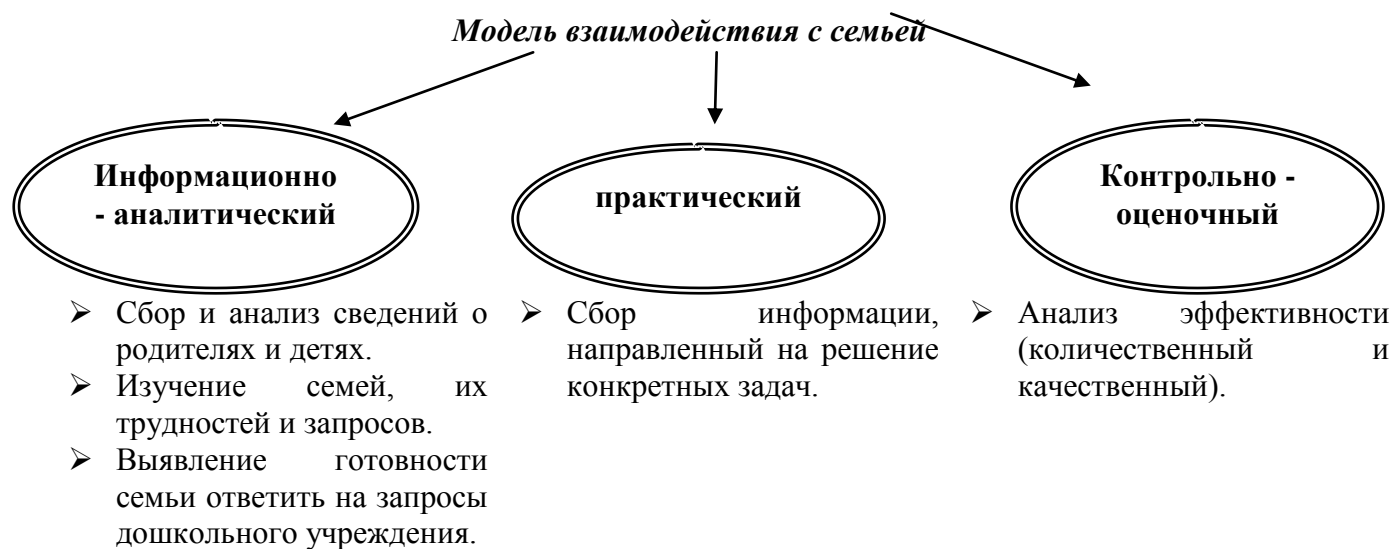 Модель взаимодействия с семьей
Информационно
- аналитический
практический
Контрольно -
оценочный
➢ Сбор и анализ сведений о
родителях и детях.
➢ Изучение семей, их
трудностей и запросов.
➢ Выявление готовности
семьи ответить на запросы
дошкольного учреждения.
➢ Сбор информации,
направленный на решение
конкретных задач.
➢ Анализ эффективности
(количественный и
качественный).